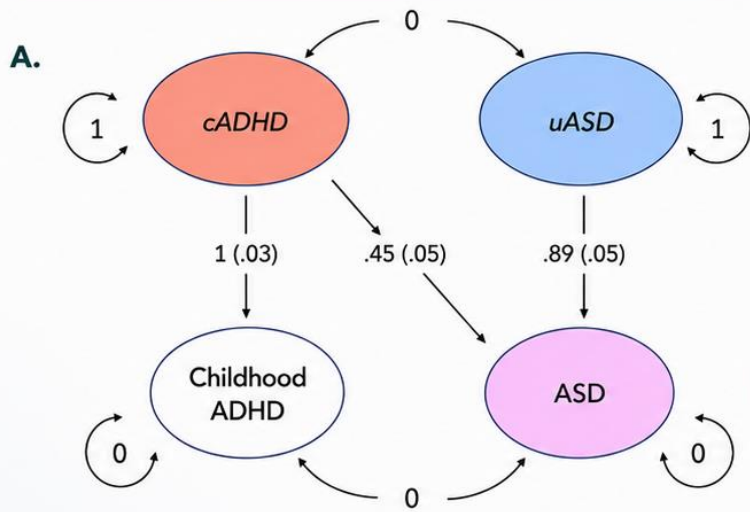 0
A.
1
cADHD
uASD
1
1 (.03)
.45 (.05)
.89 (.05)
Childhood
ADHD
ASD
0
0
0